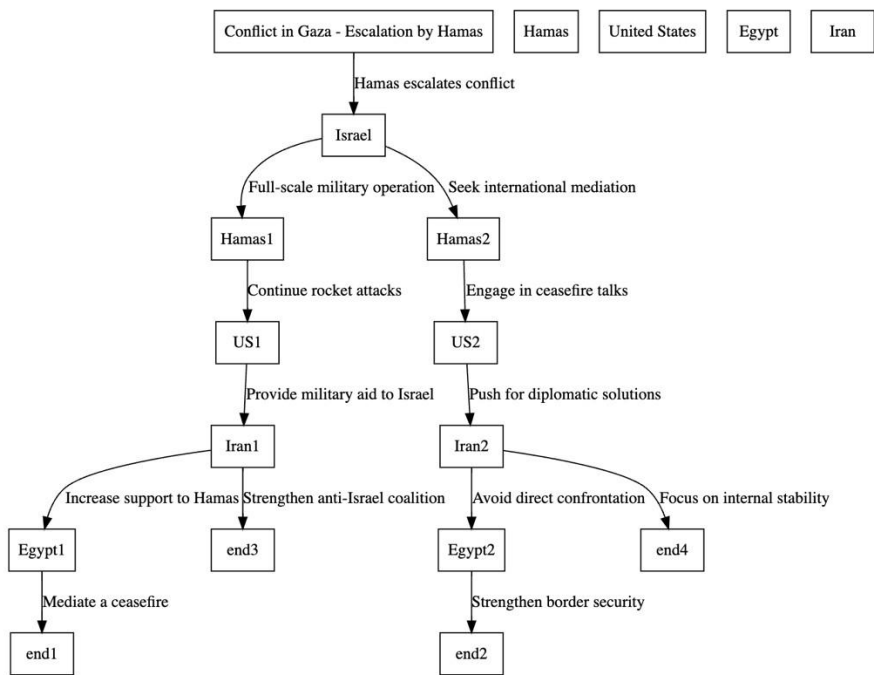 Conflict in Gaza - Escalation by Hamas
Hamas
United States
Egypt
Iran
Hamas escalates conflict
Israel
Full-scale military operation
Seek international mediation
Hamas1
Hamas2
Continue rocket attacks
Engage in ceasefire talks
US1
US2
Provide military aid to Israel
Push for diplomatic solutions
Iran1
Iran2
Increase support to Hamas
Strengthen anti-Israel coalition
Avoid direct confrontation
Focus on internal stability
Egypt1
end3
Egypt2
end4
Mediate a ceasefire
Strengthen border security
end1
end2